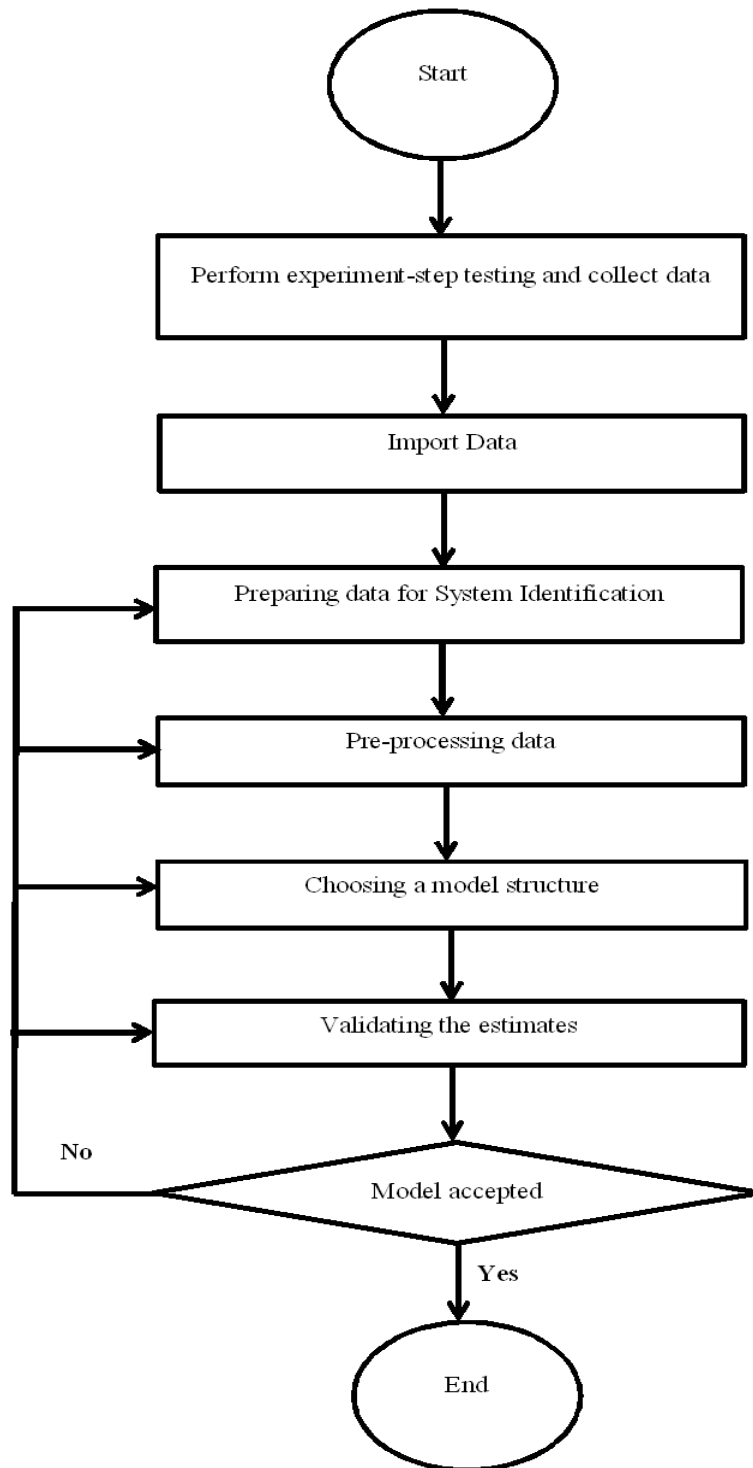 Start
Perform experiment-step testing and collect data
Import Data
Preparing data for System Identification
Pre-processing data
Choosing a model structure
Validating the estimates
No
Model accepted
Yes
End